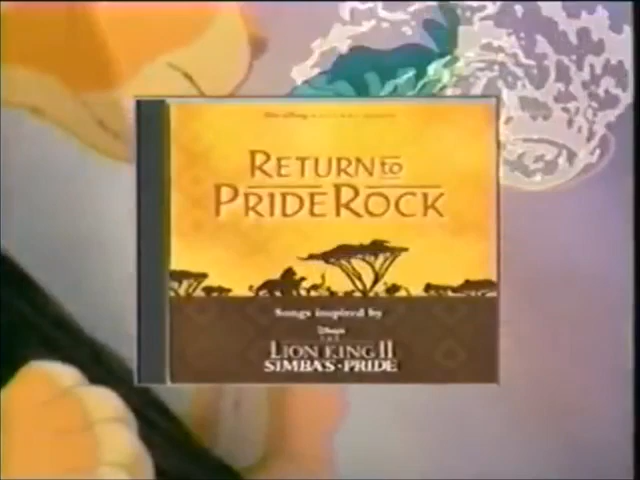 RETURN to
PRIDE ROCK
Songs inspired by
Disney's
THE
LION KING II
SIMBA'S • PRIDE